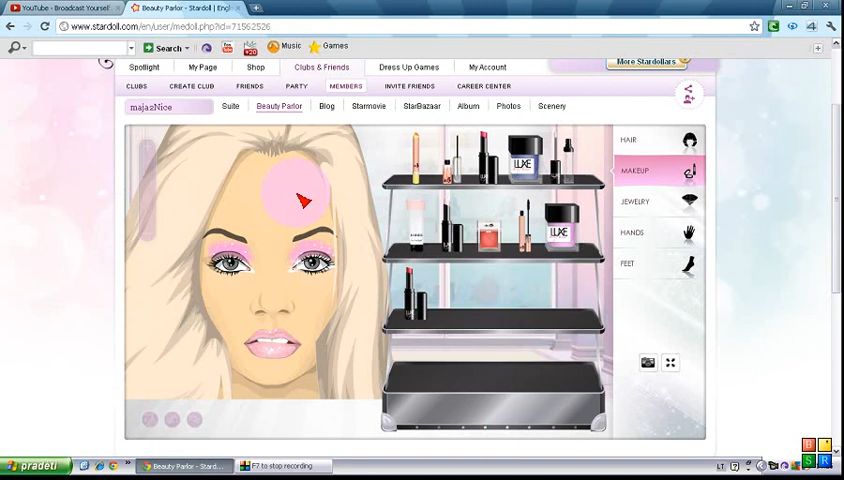 YouTube - Broadcast Yourself.
Beauty Parlor - Stardoll | Engl
www.stardoll.com/en/user/medoll.php?id=71562526
Search
+20
Music
Games
Spotlight
My Page
Shop
Clubs & Friends
Dress Up Games
My Account
More Stardollars
CLUBS
CREATE CLUB
FRIENDS
PARTY
MEMBERS
INVITE FRIENDS
CAREER CENTER
maja2Nice
Suite
Beauty Parlor
Blog
Starmovie
StarBazaar
Album
Photos
Scenery
HAIR
MAKEUP
JEWELRY
HANDS
FEET
LUXE
LUXE
pradėti
Beauty Parlor - Stard...
F7 to stop recording
LT
B
S
R